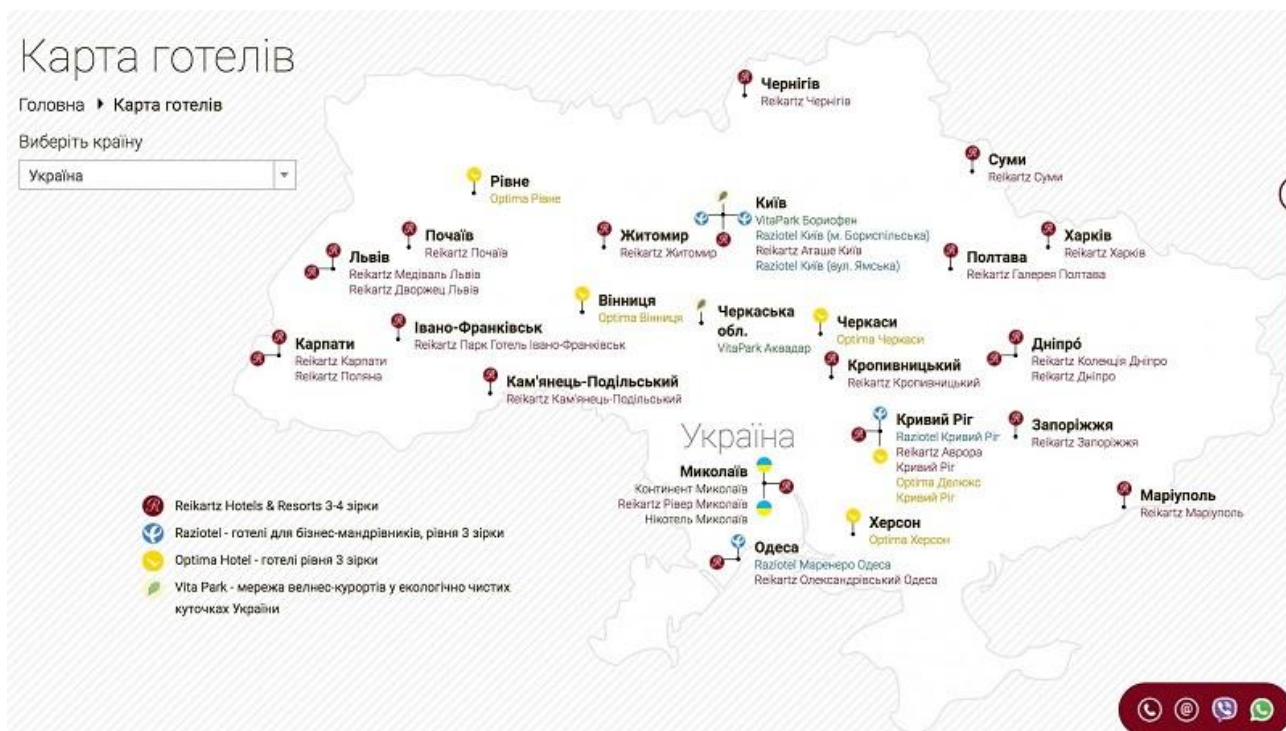 Карта готелів
Головна ▸ Карта готелів
Виберіть країну
Україна
Чернігів
Reikartz Чернігів
Суми
Reikartz Суми
Рівне
Optima Рівне
Київ
VitaPark Бориофен
Raziotel Київ (м. Бориспільська)
Reikartz Аташе Київ
Raziotel Київ (вул. Ямська)
Почаїв
Reikartz Почаїв
Житомир
Reikartz Житомир
Харків
Reikartz Харків
Львів
Reikartz Медіваль Львів
Reikartz Дворжец Львів
Полтава
Reikartz Галерея Полтава
Вінниця
Optima Вінниця
Черкаська
обл.
VitaPark Аквадар
Черкаси
Optima Черкаси
Івано-Франківськ
Reikartz Парк Готель Івано-Франківськ
Карпати
Reikartz Карпати
Reikartz Поляна
Дніпро́
Reikartz Колекція Дніпро
Reikartz Дніпро
Кропивницький
Reikartz Кропивницький
Кам'янець-Подільський
Reikartz Кам'янець-Подільський
Кривий Ріг
Raziotel Кривий Ріг
Reikartz Аврора
Кривий Ріг
Optima Делюкс
Кривий Ріг
Запоріжжя
Reikartz Запоріжжя
Україна
Миколаїв
Континент Миколаїв
Reikartz Рівер Миколаїв
Нікотель Миколаїв
Маріуполь
Reikartz Маріуполь
Херсон
Optima Херсон
Одеса
Raziotel Маренеро Одеса
Reikartz Олександрівський Одеса
Reikartz Hotels & Resorts 3-4 зірки
Raziotel - готелі для бізнес-мандрівників, рівня 3 зірки
Optima Hotel - готелі рівня 3 зірки
Vita Park - мережа велнес-курортів у екологічно чистих
куточках України